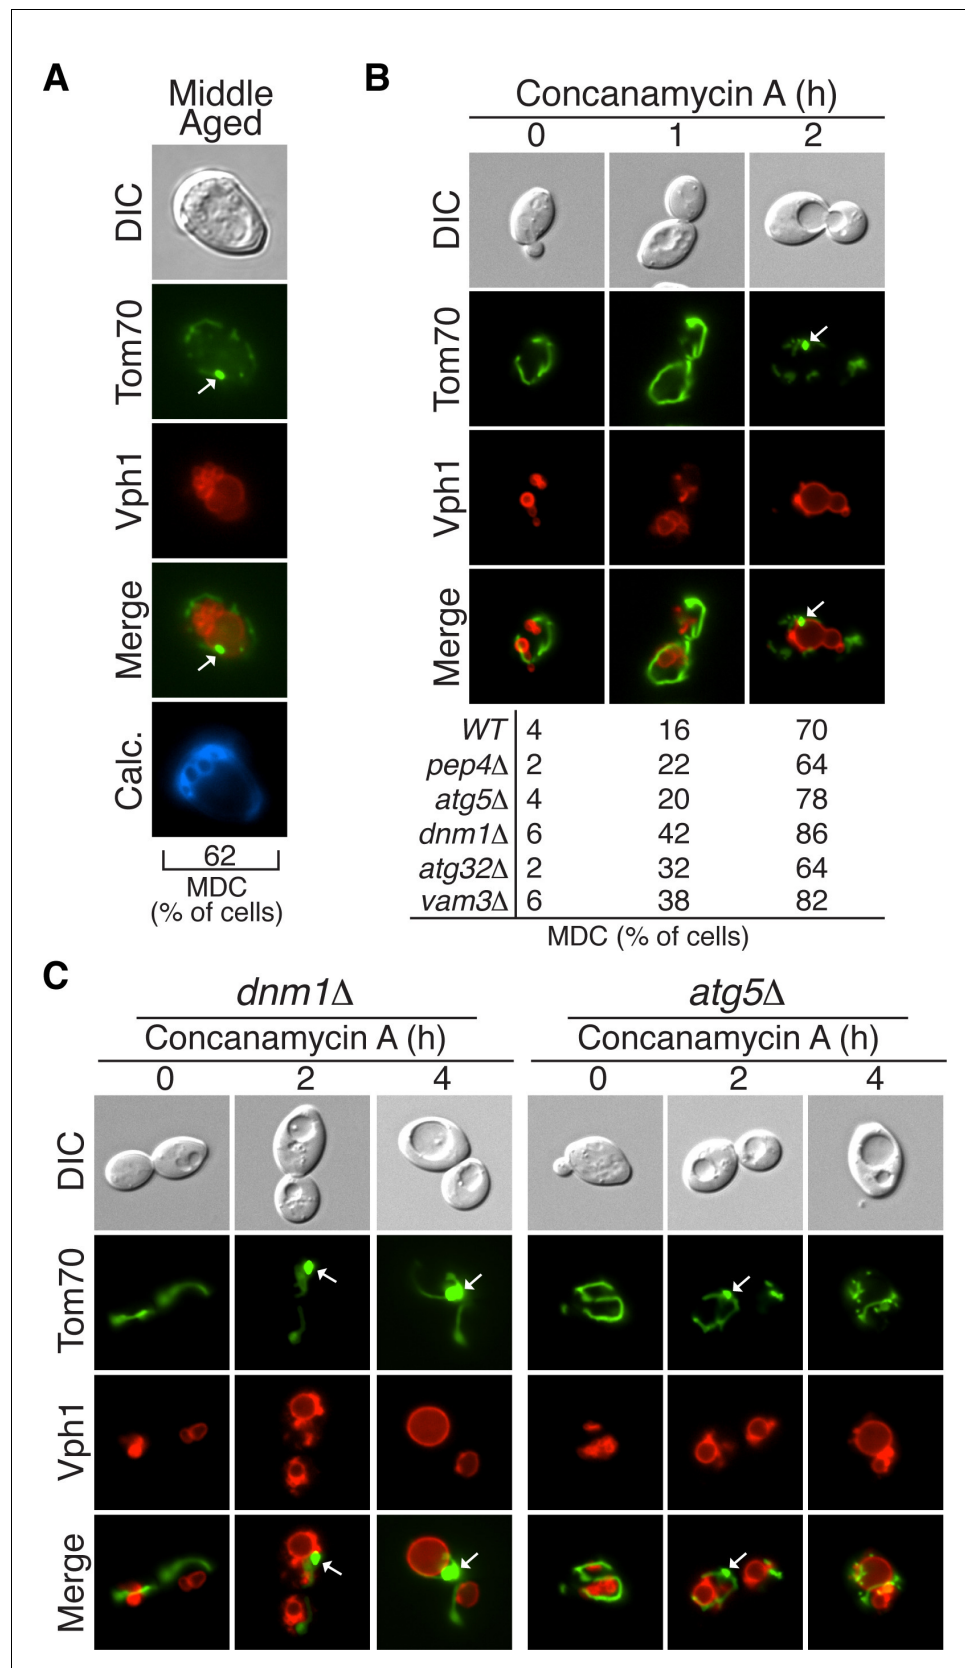 A
Middle
Aged
DIC
Tom70
Vph1
Merge
Calc.
62
MDC
(% of cells)
B
Concanamycin A (h)
0 1 2
DIC
Tom70
Vph1
Merge
WT 4 16 70
pep4Δ 2 22 64
atg5Δ 4 20 78
dnm1Δ 6 42 86
atg32Δ 2 32 64
vam3Δ 6 38 82
MDC (% of cells)
C
dnm1Δ atg5Δ
Concanamycin A (h) Concanamycin A (h)
0 2 4 0 2 4
DIC
Tom70
Vph1
Merge